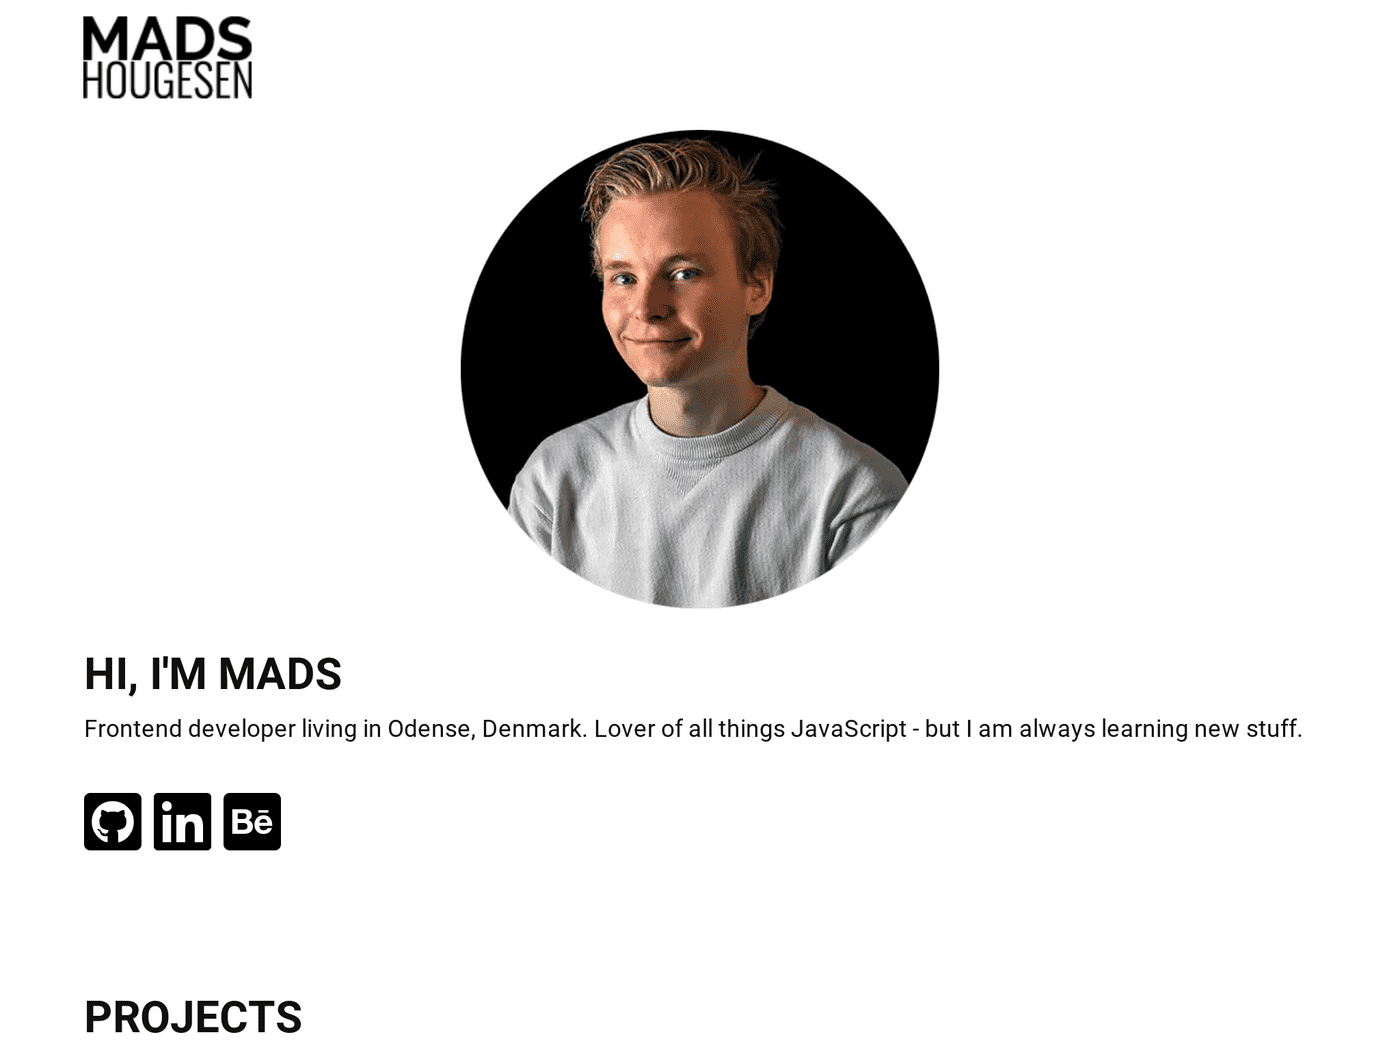 MADS
HOUGESEN
HI, I'M MADS
Frontend developer living in Odense, Denmark. Lover of all things JavaScript - but I am always learning new stuff.
in Bē
PROJECTS